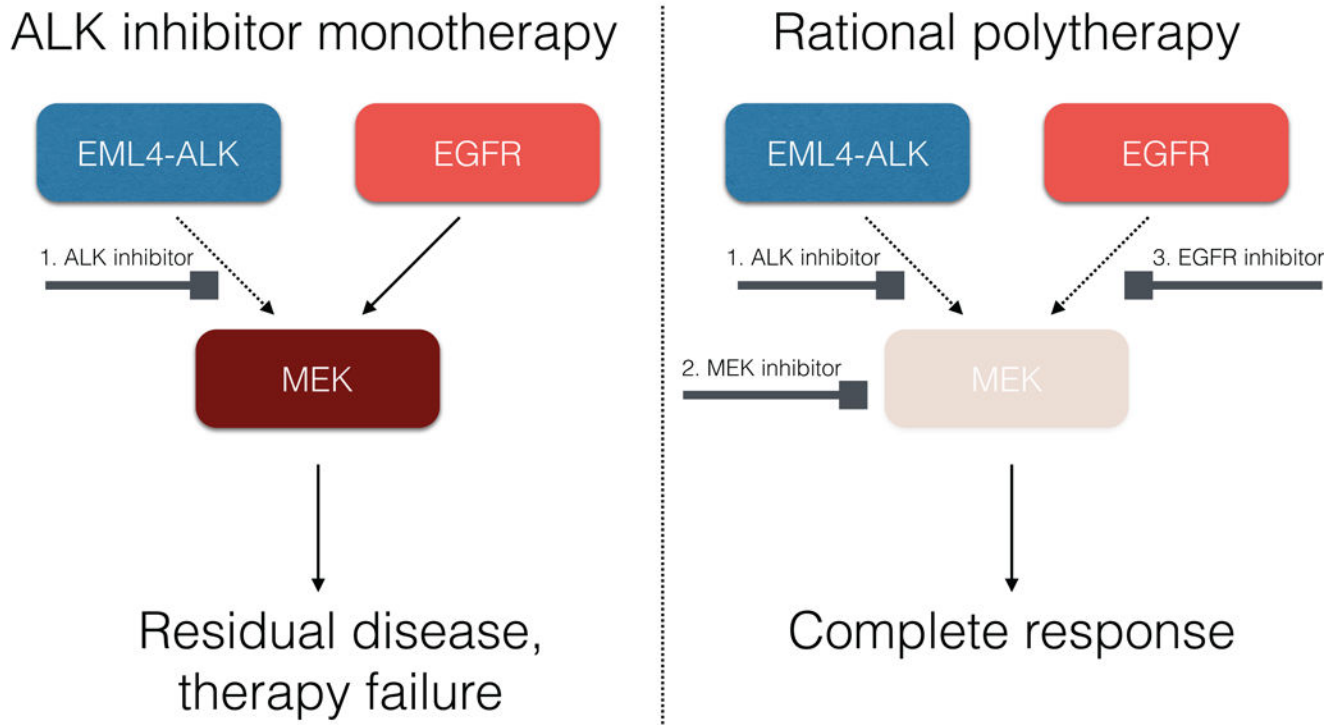 ALK inhibitor monotherapy
EML4-ALK
EGFR
1. ALK inhibitor
MEK
Residual disease,
therapy failure
Rational polytherapy
EML4-ALK
EGFR
1. ALK inhibitor
3. EGFR inhibitor
2. MEK inhibitor
MEK
Complete response